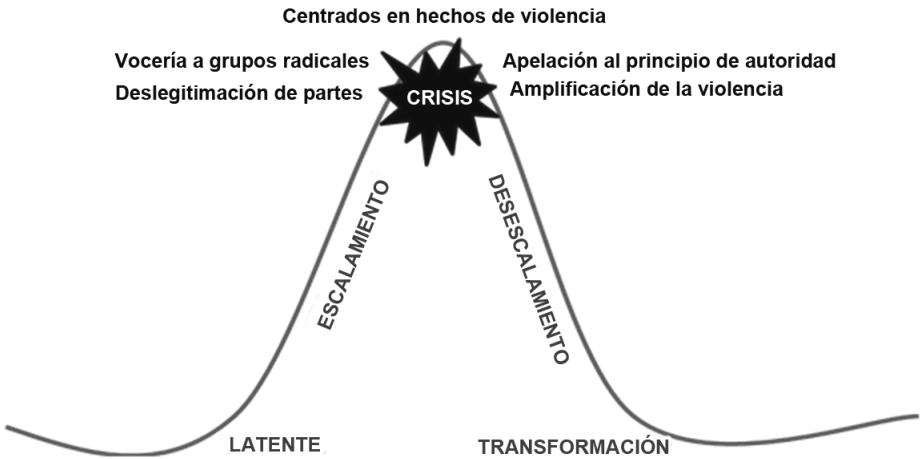 Centrados en hechos de violencia
Vocería a grupos radicales
Apelación al principio de autoridad
Deslegitimación de partes
CRISIS
Amplificación de la violencia
ESCALAMIENTO
DESESCALAMIENTO
LATENTE
TRANSFORMACIÓN